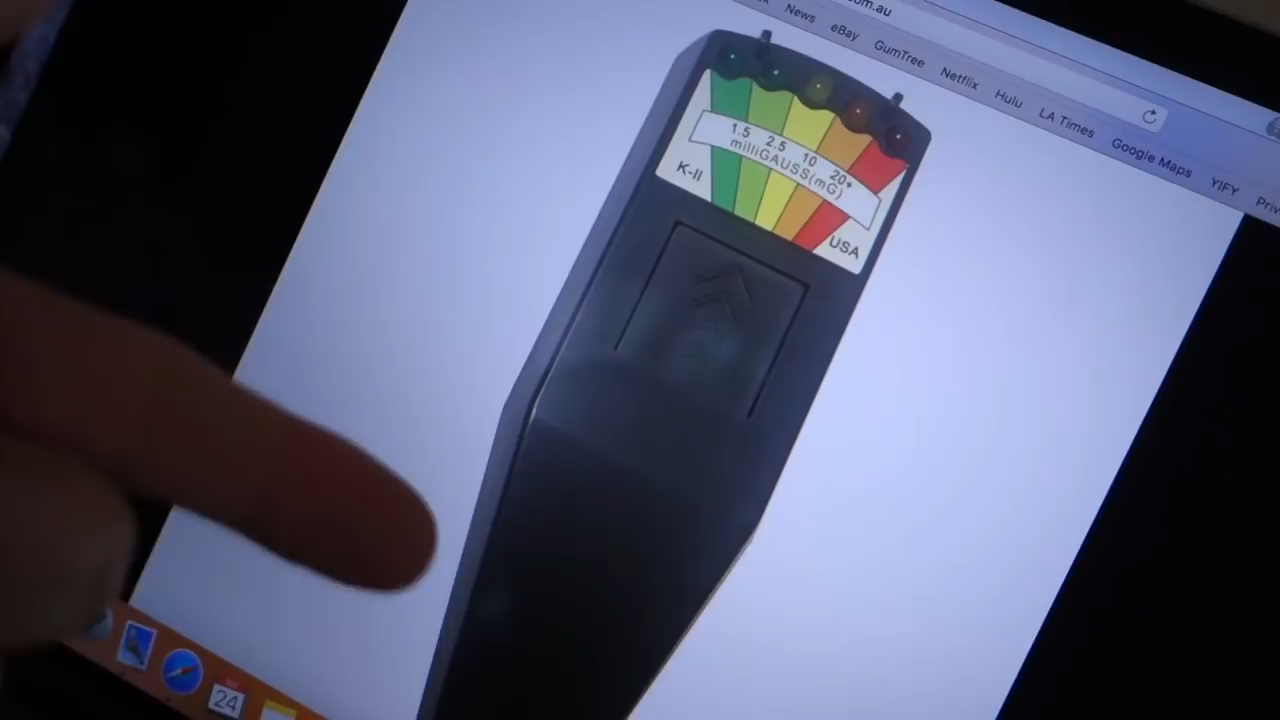 om.au
News eBay GumTree Netflix Hulu LA Times Google Maps YIFY
1.5 2.5 10 20+
milliGAUSS(mG)
K-II
USA
24